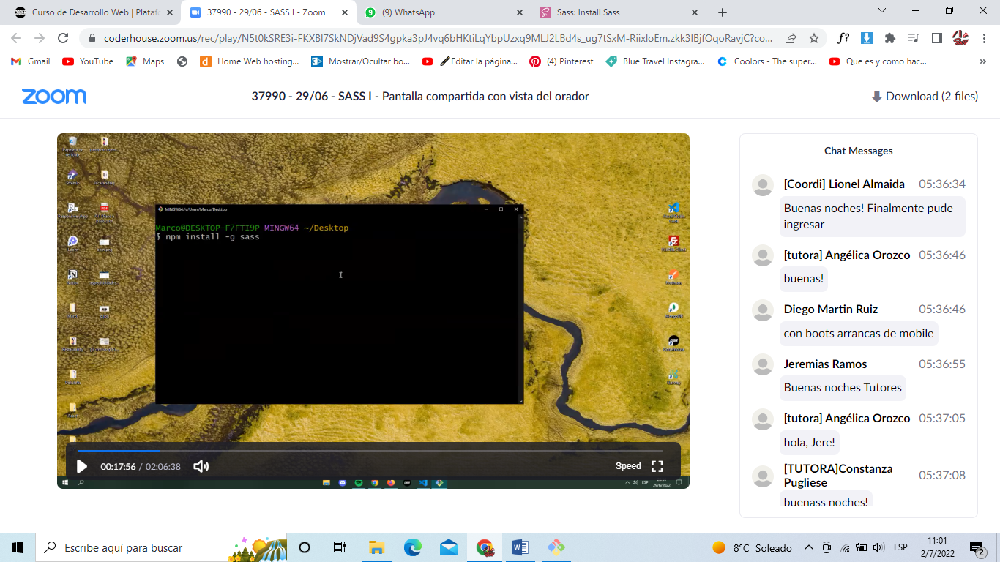 Curso de Desarrollo Web | Plataf
37990 - 29/06 - SASS I - Zoom
(9) WhatsApp
Sass: Install Sass
coderhouse.zoom.us/rec/play/N5t0kSRE3i-FKXBI7SkNDjVad9S4gpka3pJ4vq6bHKtiLqYbpUzxq9MLJ2LBd4s_ug7tSxM-RiixIoEm.zkk3IBjfOqoRavjC?co...
Gmail
YouTube
Maps
Home Web hosting...
Mostrar/Ocultar bo...
Editar la página...
(4) Pinterest
Blue Travel Instagra...
Coolors - The super...
Que es y como hac...
zoom
37990 - 29/06 - SASS I - Pantalla compartida con vista del orador
Download (2 files)
MINGW64:/c/Users/Marco/Desktop
Marco@DESKTOP-F7FTI9P MINGW64 ~/Desktop
$ npm install -g sass
00:17:56 / 02:06:38
Speed
ESP
29/6/2022
Chat Messages
[Coordi] Lionel Almaida 05:36:34
Buenas noches! Finalmente pude
ingresar
[tutora] Angélica Orozco 05:36:46
buenas!
Diego Martin Ruiz 05:36:46
con boots arrancas de mobile
Jeremias Ramos 05:36:55
Buenas noches Tutores
[tutora] Angélica Orozco 05:37:05
hola, Jere!
[TUTORA]Constanza
Pugliese 05:37:08
buenass noches!
Escribe aquí para buscar
8°C Soleado
ESP
11:01
2/7/2022
2